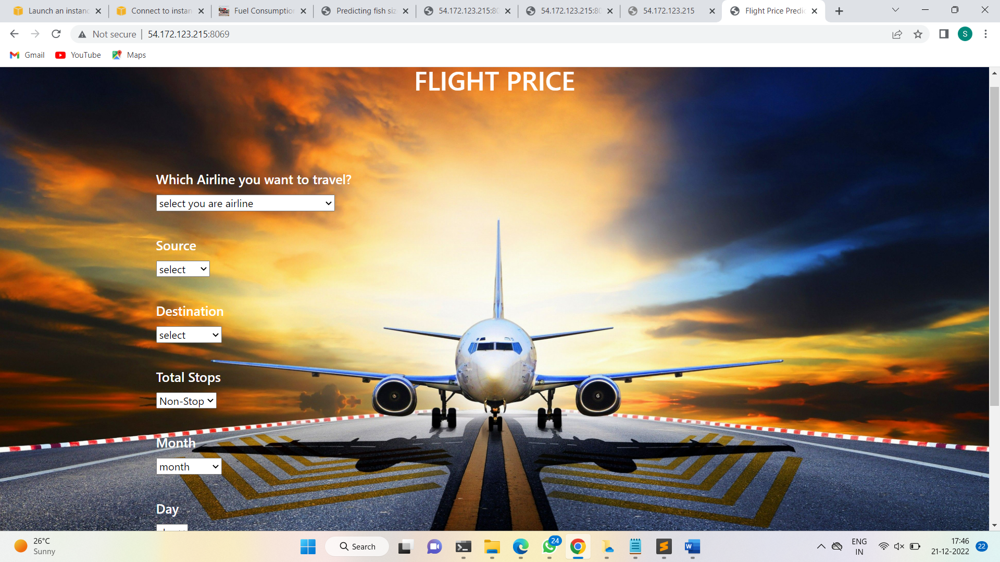 Launch an instanc
Connect to instan
Fuel Consumption
Predicting fish siz
54.172.123.215:80
54.172.123.215:80
54.172.123.215
Flight Price Predic
Not secure
54.172.123.215:8069
S
Gmail
YouTube
Maps
FLIGHT PRICE
Which Airline you want to travel?
select you are airline
Source
select
Destination
select
Total Stops
Non-Stop
Month
month
Day
26°C
Sunny
Search
24
W
ENG
IN
17:46
21-12-2022
22